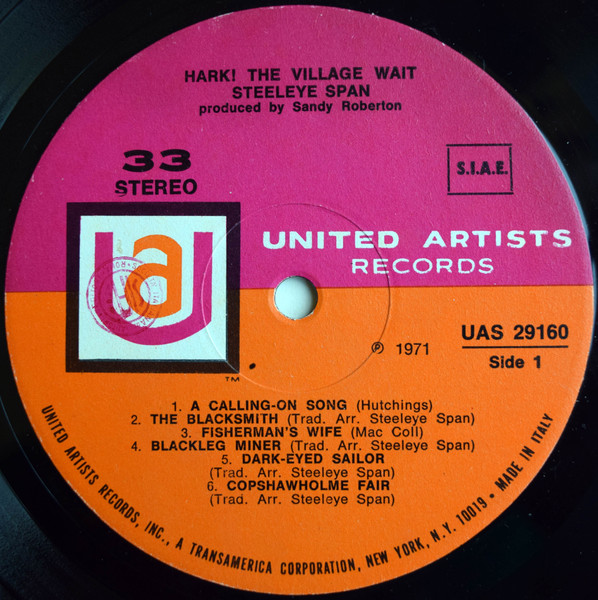 HARK! THE VILLAGE WAIT
STEELEYE SPAN
produced by Sandy Roberton
33
STEREO
S.I.A.E.
ua
UNITED ARTISTS
RECORDS
TM
℗ 1971
UAS 29160
Side 1
1. A CALLING-ON SONG (Hutchings)
2. THE BLACKSMITH (Trad. Arr. Steeleye Span)
3. FISHERMAN'S WIFE (Mac Coll)
4. BLACKLEG MINER (Trad. Arr. Steeleye Span)
5. DARK-EYED SAILOR
(Trad. Arr. Steeleye Span)
6. COPSHAWHOLME FAIR
(Trad. Arr. Steeleye Span)
UNITED ARTISTS RECORDS, INC., A TRANSAMERICA CORPORATION, NEW YORK, N.Y. 10019 • MADE IN ITALY